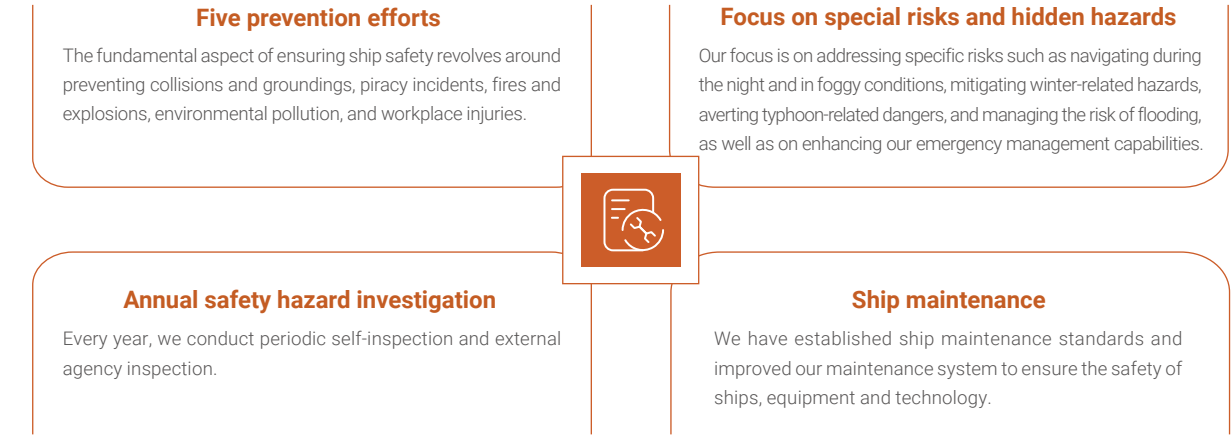 Five prevention efforts
The fundamental aspect of ensuring ship safety revolves around
preventing collisions and groundings, piracy incidents, fires and
explosions, environmental pollution, and workplace injuries.
Focus on special risks and hidden hazards
Our focus is on addressing specific risks such as navigating during
the night and in foggy conditions, mitigating winter-related hazards,
averting typhoon-related dangers, and managing the risk of flooding,
as well as on enhancing our emergency management capabilities.
Annual safety hazard investigation
Every year, we conduct periodic self-inspection and external
agency inspection.
Ship maintenance
We have established ship maintenance standards and
improved our maintenance system to ensure the safety of
ships, equipment and technology.